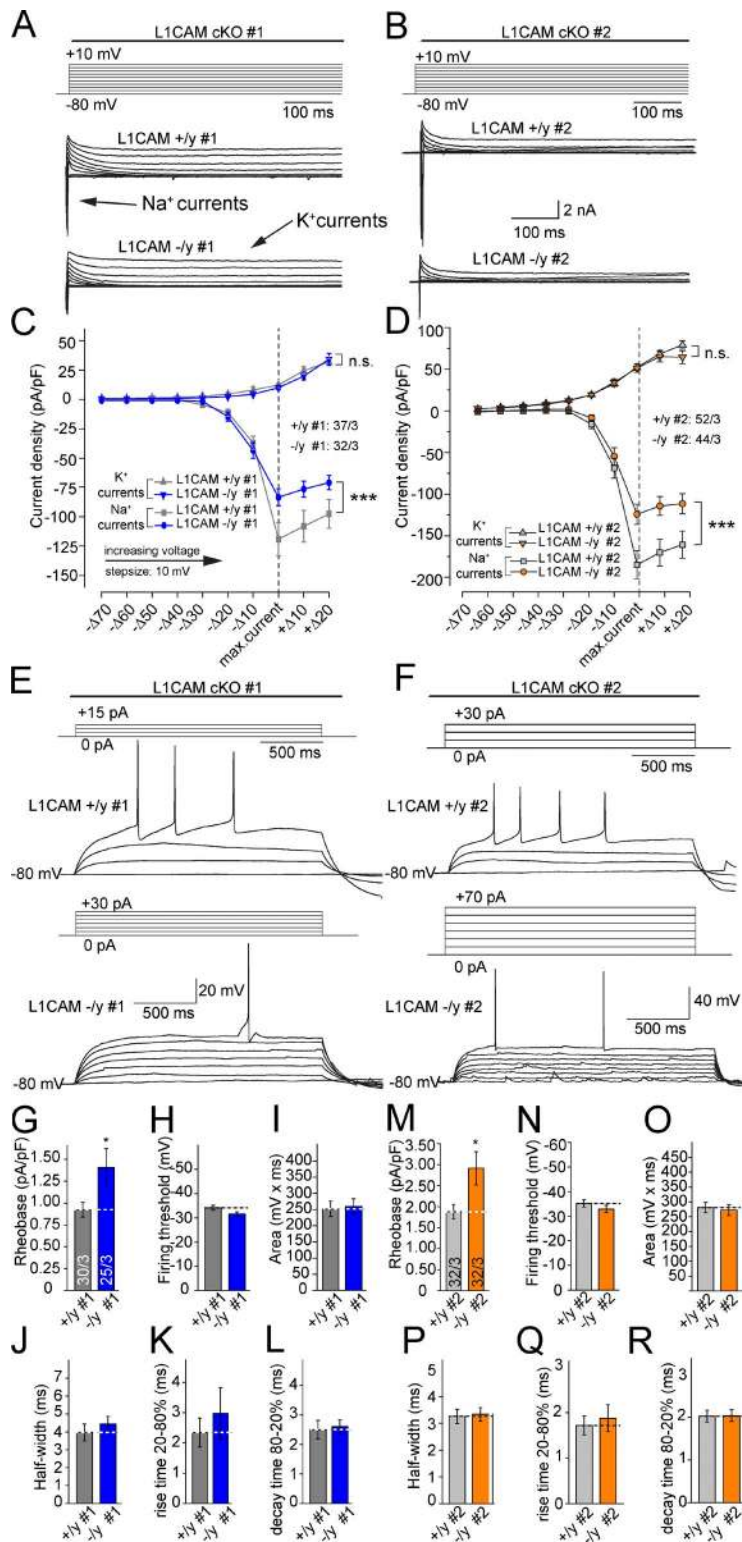 A
L1CAM cKO #1
+10 mV
-80 mV
100 ms
L1CAM +/y #1
Na+ currents
K+ currents
L1CAM -/y #1
B
L1CAM cKO #2
+10 mV
-80 mV
100 ms
L1CAM +/y #2
2 nA
100 ms
L1CAM -/y #2
C
Current density (pA/pF)
50
25
0
-25
-50
-75
-100
-125
-150
n.s.
+/y #1: 37/3
-/y #1: 32/3
K+ currents
L1CAM +/y #1
L1CAM -/y #1
Na+ currents
L1CAM +/y #1
L1CAM -/y #1
***
increasing voltage
stepsize: 10 mV
-Δ70
-Δ60
-Δ50
-Δ40
-Δ30
-Δ20
-Δ10
max.current
+Δ10
+Δ20
D
Current density (pA/pF)
100
50
0
-50
-100
-150
-200
n.s.
+/y #2: 52/3
-/y #2: 44/3
K+ currents
L1CAM +/y #2
L1CAM -/y #2
Na+ currents
L1CAM +/y #2
L1CAM -/y #2
***
-Δ70
-Δ60
-Δ50
-Δ40
-Δ30
-Δ20
-Δ10
max.current
+Δ10
+Δ20
E
L1CAM cKO #1
+15 pA
0 pA
500 ms
L1CAM +/y #1
-80 mV
+30 pA
0 pA
20 mV
500 ms
L1CAM -/y #1
-80 mV
F
L1CAM cKO #2
+30 pA
0 pA
500 ms
L1CAM +/y #2
-80 mV
+70 pA
0 pA
40 mV
500 ms
L1CAM -/y #2
-80 mV
G
Rheobase (pA/pF)
1.50
1.25
1.00
0.75
0.50
0.25
0.00
*
30/3
25/3
+/y #1
-/y #1
H
Firing threshold (mV)
-50
-40
-30
-20
-10
0
+/y #1
-/y #1
I
Area (mV x ms)
450
400
350
300
250
200
150
100
50
+/y #1
-/y #1
M
Rheobase (pA/pF)
3.50
3.00
2.50
2.00
1.50
1.00
0.50
0.00
*
32/3
32/3
+/y #2
-/y #2
N
Firing threshold (mV)
-60
-50
-40
-30
-20
-10
0
+/y #2
-/y #2
O
Area (mV x ms)
450
400
350
300
250
200
150
100
50
+/y #2
-/y #2
J
Half-width (ms)
6
5
4
3
2
1
0
+/y #1
-/y #1
K
rise time 20-80% (ms)
4
3
2
1
0
+/y #1
-/y #1
L
decay time 80-20% (ms)
4
3
2
1
0
+/y #1
-/y #1
P
Half-width (ms)
5
4
3
2
1
0
+/y #2
-/y #2
Q
rise time 20-80% (ms)
3
2
1
0
+/y #2
-/y #2
R
decay time 80-20% (ms)
3
2
1
0
+/y #2
-/y #2